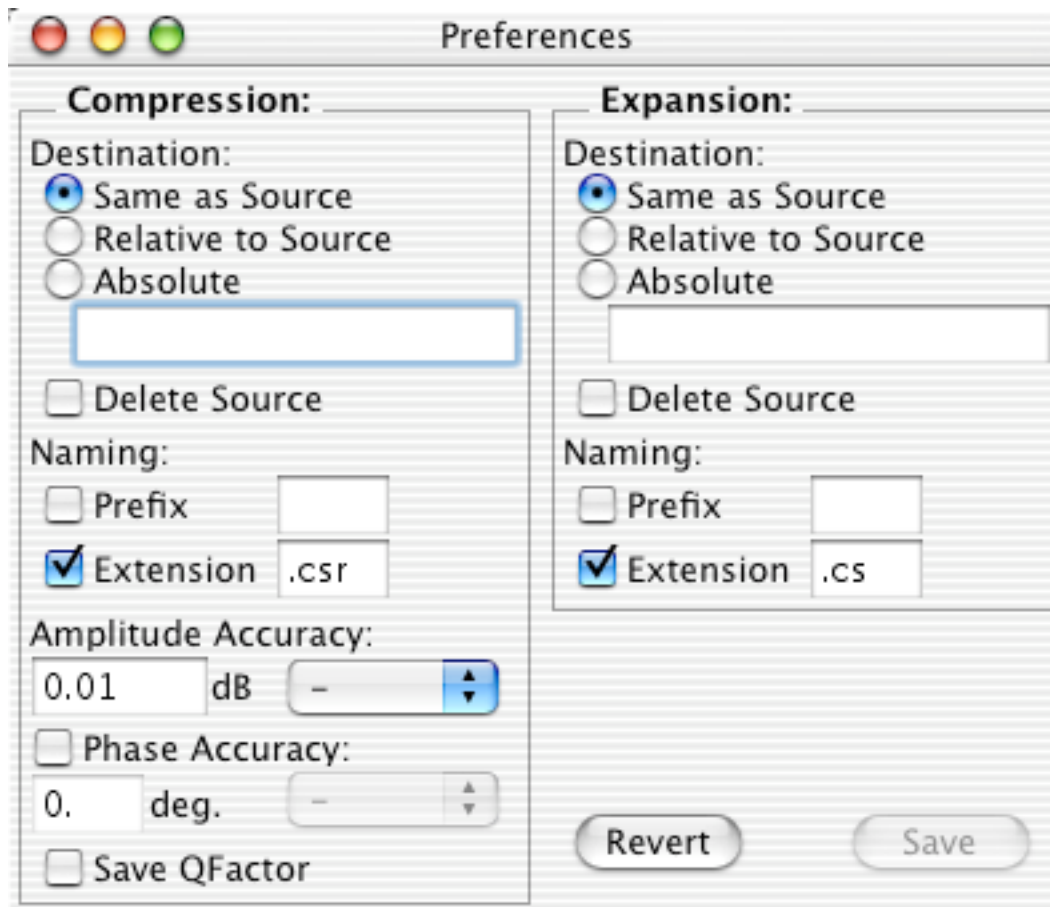 Preferences
Compression:
Destination:
Same as Source
Relative to Source
Absolute
Delete Source
Naming:
Prefix
Extension .csr
Amplitude Accuracy:
0.01 dB –
Phase Accuracy:
0. deg. –
Save QFactor
Expansion:
Destination:
Same as Source
Relative to Source
Absolute
Delete Source
Naming:
Prefix
Extension .cs
Revert Save